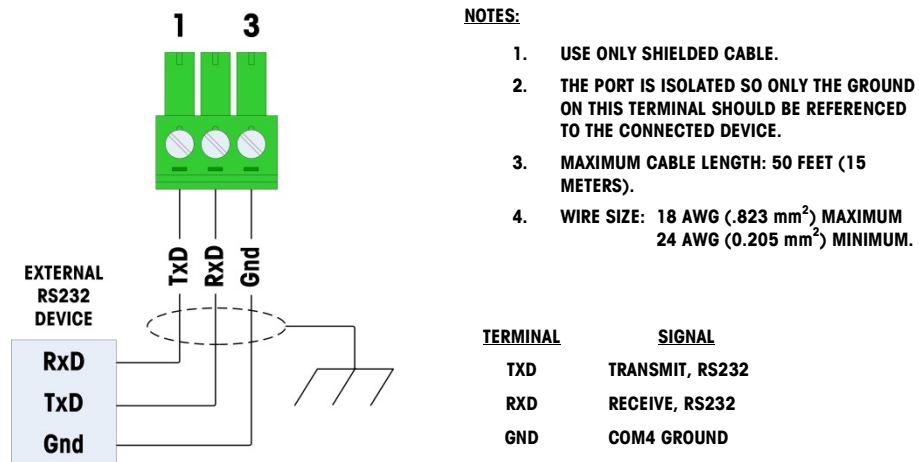 1 3
TxD
RxD
Gnd
EXTERNAL
RS232
DEVICE
RxD
TxD
Gnd
NOTES:
1. USE ONLY SHIELDED CABLE.
2. THE PORT IS ISOLATED SO ONLY THE GROUND
ON THIS TERMINAL SHOULD BE REFERENCED
TO THE CONNECTED DEVICE.
3. MAXIMUM CABLE LENGTH: 50 FEET (15
METERS).
4. WIRE SIZE: 18 AWG (.823 mm²) MAXIMUM
24 AWG (0.205 mm²) MINIMUM.
TERMINAL SIGNAL
TXD TRANSMIT, RS232
RXD RECEIVE, RS232
GND COM4 GROUND